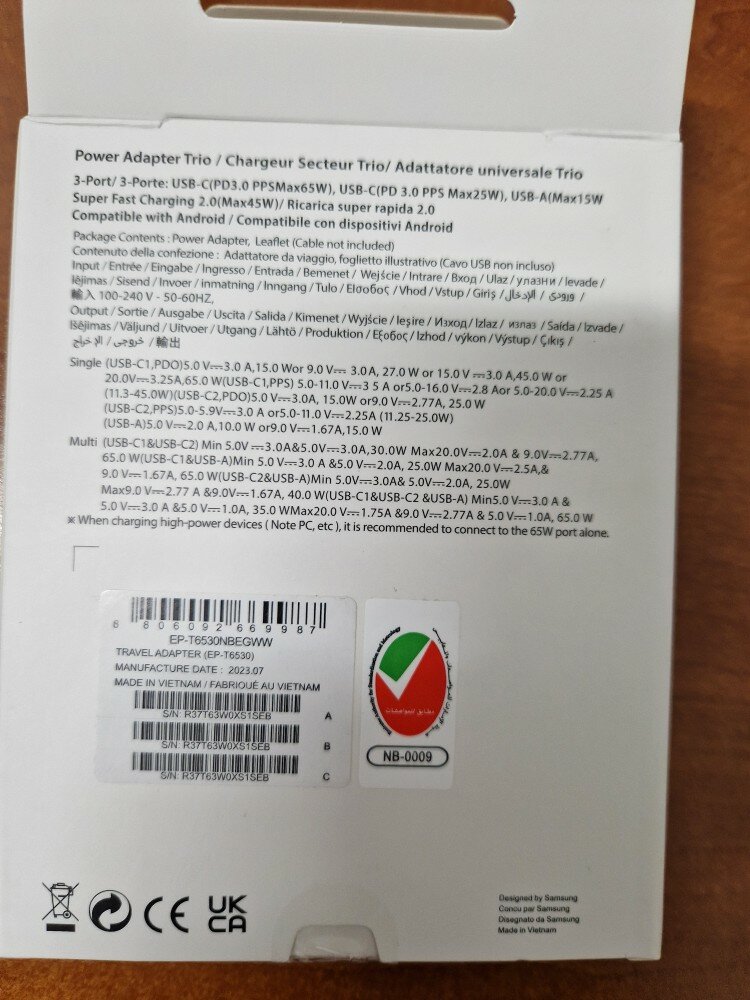 Power Adapter Trio / Chargeur Secteur Trio/ Adattatore universale Trio
3-Port/ 3-Porte: USB-C(PD3.0 PPSMax65W), USB-C(PD 3.0 PPS Max25W), USB-A(Max15W
Super Fast Charging 2.0(Max45W)/ Ricarica super rapida 2.0
Compatible with Android / Compatibile con dispositivi Android
Package Contents : Power Adapter, Leaflet (Cable not included)
Contenuto della confezione : Adattatore da viaggio, foglietto illustrativo (Cavo USB non incluso)
Input / Entrée / Eingabe / Ingresso / Entrada / Bemenet / Wejście / Intrare / Вход / Ulaz / улазни / Ievade /
Iėjimas / Sisend / Invoer / inmatning / Inngang / Tulo / Είσοδος / Vhod / Vstup / Giriş / الإدخال / ورودی /
輸入 100-240 V - 50-60HZ,
Output / Sortie / Ausgabe / Uscita / Salida / Kimenet / Wyjście / Ieşire / Изход / Izlaz / излаз / Saída / Izvade /
Išėjimas / Väljund / Uitvoer / Utgang / Lähtö / Produktion / Εξοδος / Izhod / výkon / Výstup / Çıkış /
الإخراج / خروجی / 輸出
Single (USB-C1,PDO)5.0 V⎓3.0 A,15.0 Wor 9.0 V⎓ 3.0A, 27.0 W or 15.0 V⎓3.0 A,45.0 W or
20.0V⎓3.25A,65.0 W(USB-C1,PPS) 5.0-11.0 V⎓3 5 A or5.0-16.0 V⎓2.8 Aor 5.0-20.0 V⎓2.25 A
(11.3-45.0W)(USB-C2,PDO)5.0 V⎓3.0A, 15.0W or9.0 V⎓2.77A, 25.0 W
(USB-C2,PPS)5.0-5.9V⎓3.0 A or5.0-11.0 V⎓2.25A (11.25-25.0W)
(USB-A)5.0V⎓2.0 A,10.0 W or9.0 V⎓1.67A,15.0 W
Multi (USB-C1&USB-C2) Min 5.0V⎓3.0A&5.0V⎓3.0A,30.0W Max20.0V⎓2.0A & 9.0V⎓2.77A,
65.0 W(USB-C1&USB-A)Min 5.0 V⎓3.0 A &5.0 V⎓2.0A, 25.0W Max20.0 V⎓2.5A,&
9.0 V⎓1.67A, 65.0 W(USB-C2&USB-A)Min 5.0V⎓3.0A& 5.0V⎓2.0A, 25.0W
Max9.0 V⎓2.77 A &9.0V⎓1.67A, 40.0 W(USB-C1&USB-C2 &USB-A) Min5.0 V⎓3.0 A &
5.0 V⎓3.0 A &5.0 V⎓1.0A, 35.0 WMax20.0 V⎓1.75A &9.0 V⎓2.77A & 5.0 V⎓1.0A, 65.0 W
※ When charging high-power devices ( Note PC, etc ), it is recommended to connect to the 65W port alone.
8 806092 669987
EP-T6530NBEGWW
TRAVEL ADAPTER (EP-T6530)
MANUFACTURE DATE : 2023.07
MADE IN VIETNAM / FABRIQUÉ AU VIETNAM
S/N: R37T63W0XS1SEB A
S/N: R37T63W0XS1SEB B
S/N: R37T63W0XS1SEB C
مطابق للمواصفات
NB-0009
CE
UK
CA
Designed by Samsung
Concu par Samsung
Disegnato da Samsung
Made in Vietnam